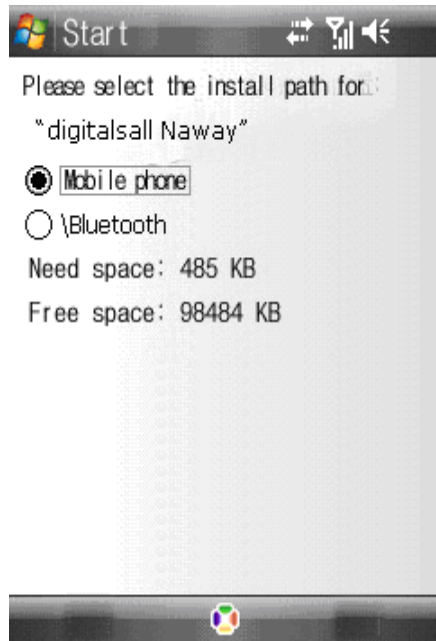 Start
Please select the install path for:
"digitalsall Naway"
Mobile phone
\Bluetooth
Need space: 485 KB
Free space: 98484 KB